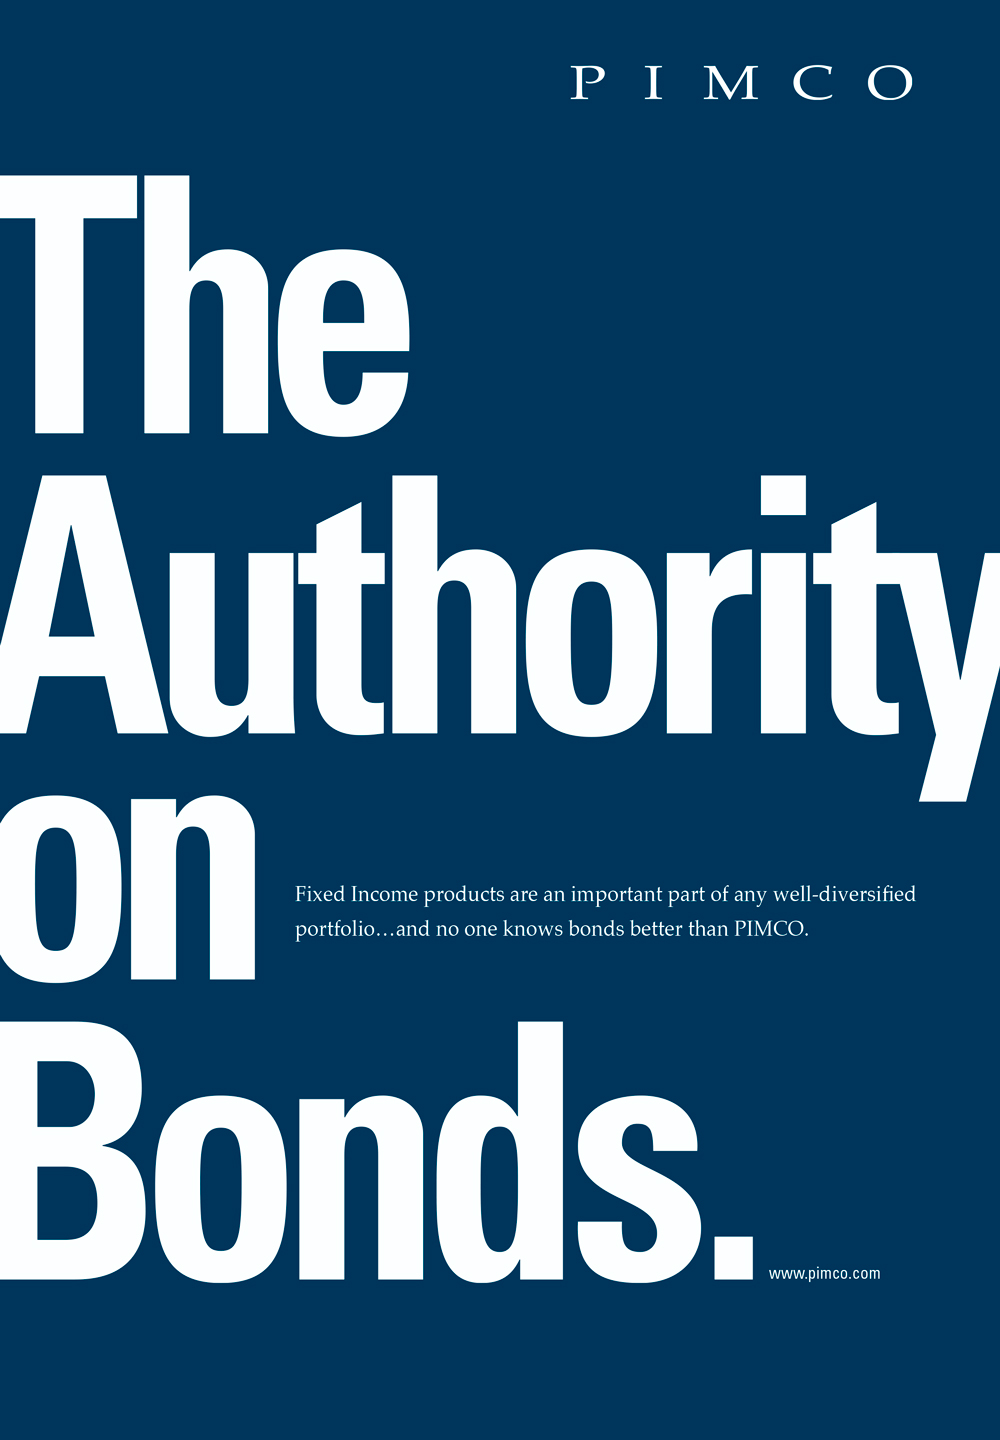 PIMCO
The
Authority
on
Fixed Income products are an important part of any well-diversified
portfolio…and no one knows bonds better than PIMCO.
Bonds.
www.pimco.com